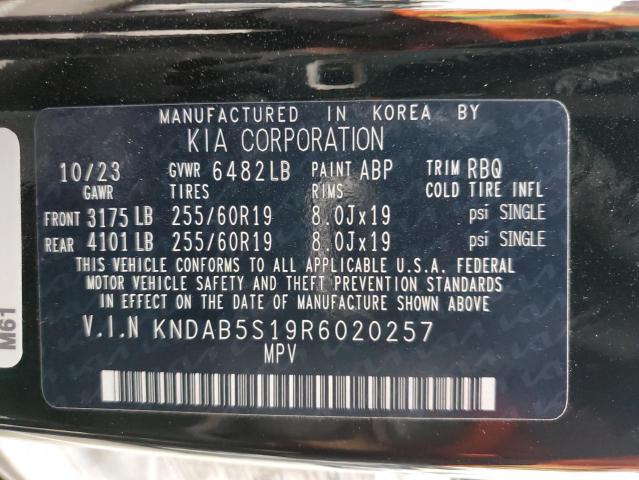 MANUFACTURED IN KOREA BY
KIA CORPORATION
10/23 GVWR 6482LB PAINT ABP TRIM RBQ
GAWR TIRES RIMS COLD TIRE INFL
FRONT 3175 LB 255/60R19 8.0Jx19 psi SINGLE
REAR 4101 LB 255/60R19 8.0Jx19 psi SINGLE
THIS VEHICLE CONFORMS TO ALL APPLICABLE U.S.A. FEDERAL
MOTOR VEHICLE SAFETY AND THEFT PREVENTION STANDARDS
IN EFFECT ON THE DATE OF MANUFACTURE SHOWN ABOVE
V.I.N KNDAB5S19R6020257
MPV
M61